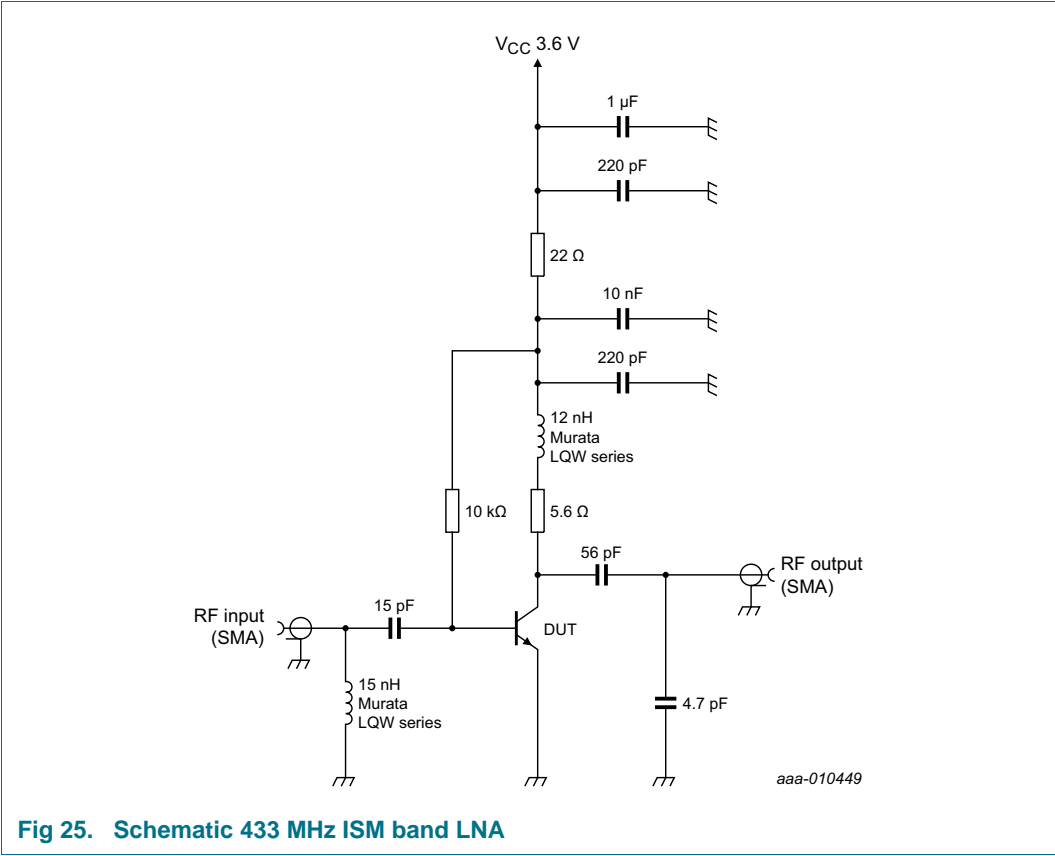 VCC 3.6 V
1 µF
220 pF
22 Ω
10 nF
220 pF
12 nH
Murata
LQW series
10 kΩ
5.6 Ω
56 pF
RF output
(SMA)
15 pF
RF input
(SMA)
DUT
15 nH
Murata
LQW series
4.7 pF
aaa-010449
Fig 25. Schematic 433 MHz ISM band LNA